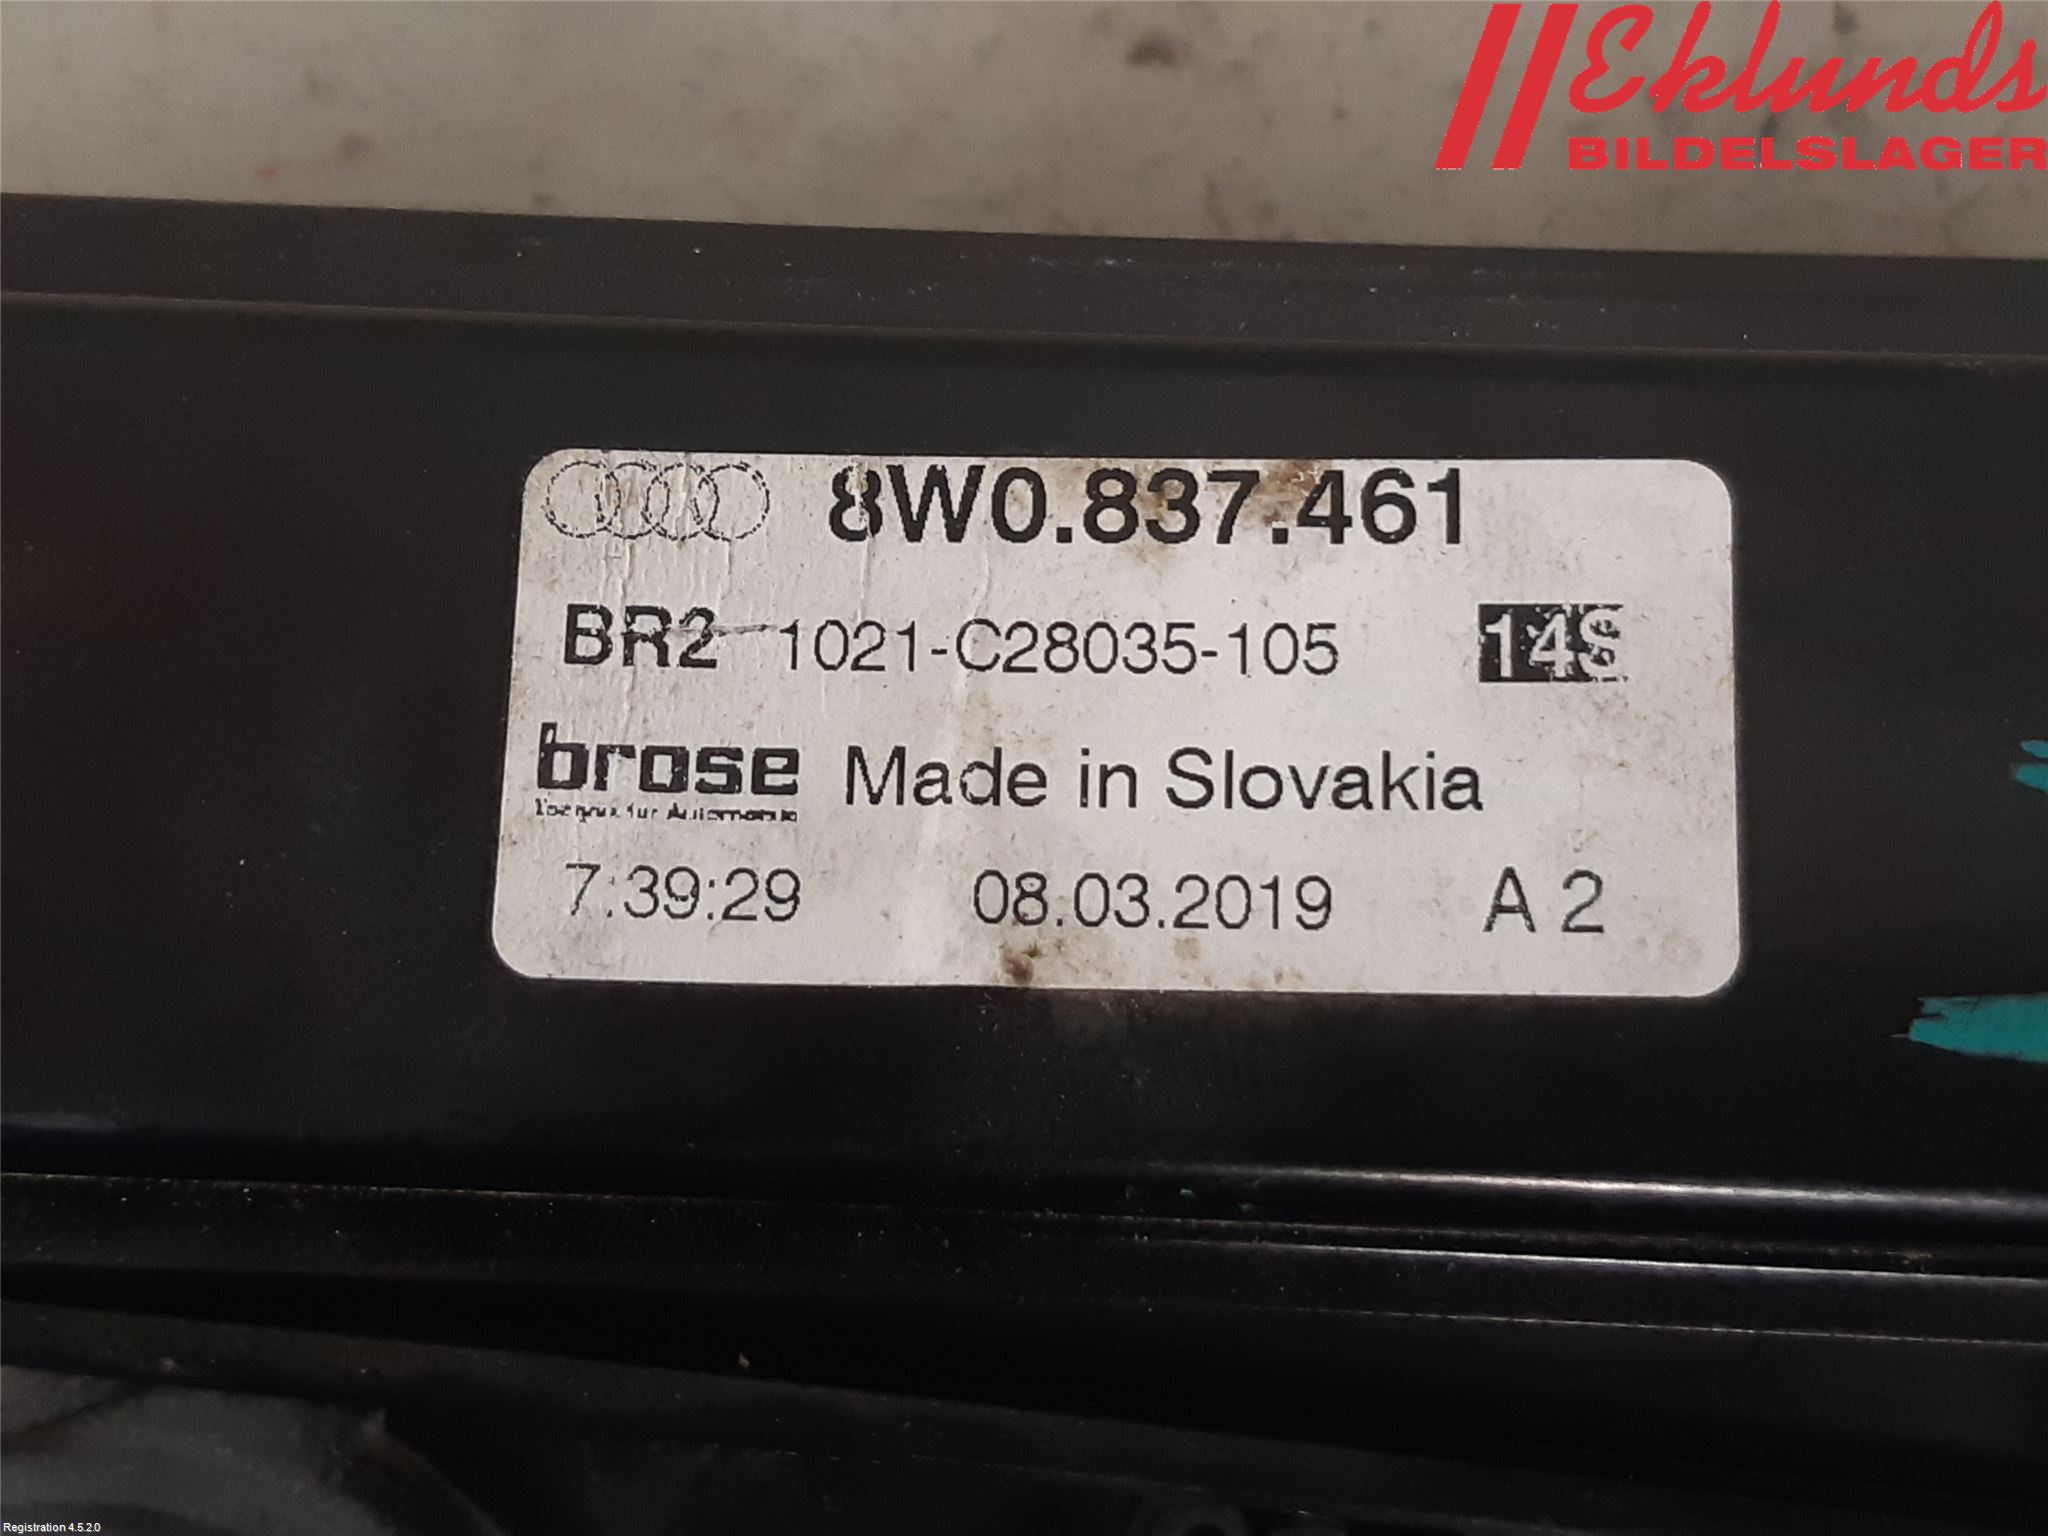 Eklunds
BILDELSLAGER
8W0.837.461
BR2 1021-C28035-105 14S
brose Made in Slovakia
7:39:29 08.03.2019 A 2
Registration 4.5.2.0